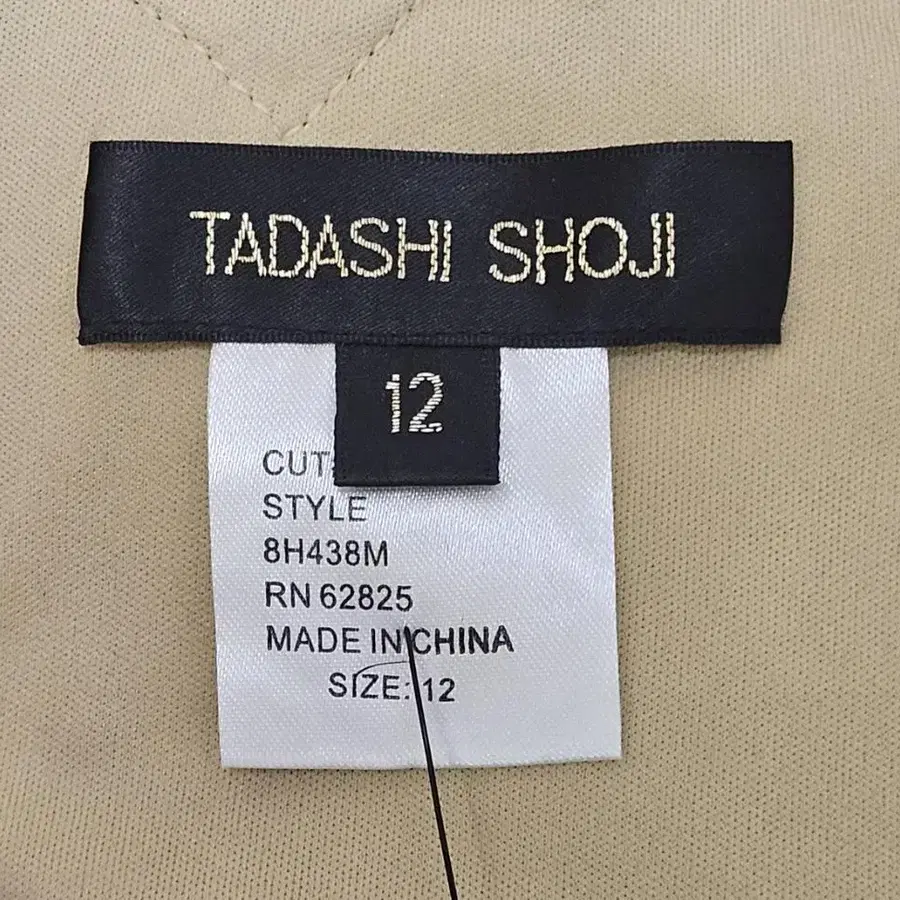 TADASHI SHOJI
12
CUT
STYLE
8H438M
RN 62825
MADE IN CHINA
SIZE: 12